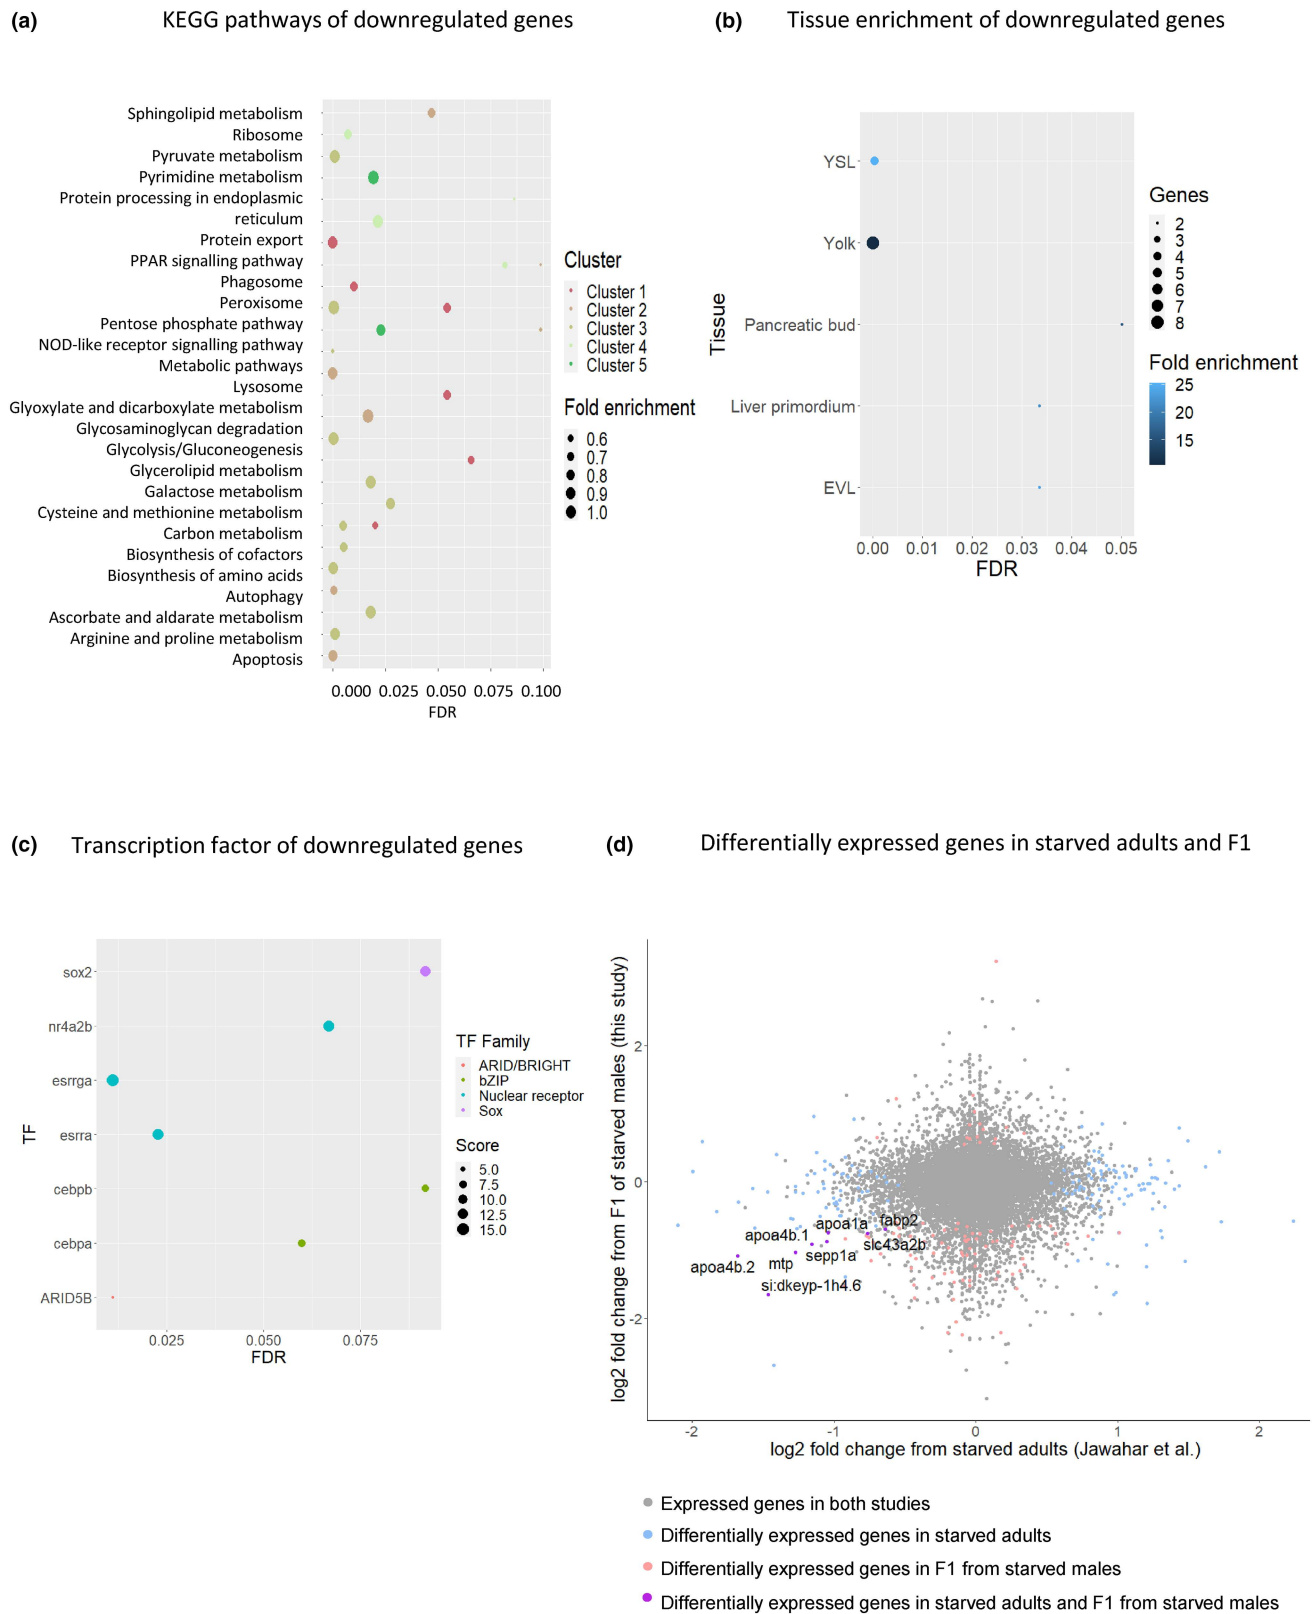 (a) KEGG pathways of downregulated genes
Sphingolipid metabolism
Ribosome
Pyruvate metabolism
Pyrimidine metabolism
Protein processing in endoplasmic
reticulum
Protein export
PPAR signalling pathway
Phagosome
Peroxisome
Pentose phosphate pathway
NOD-like receptor signalling pathway
Metabolic pathways
Lysosome
Glyoxylate and dicarboxylate metabolism
Glycosaminoglycan degradation
Glycolysis/Gluconeogenesis
Glycerolipid metabolism
Galactose metabolism
Cysteine and methionine metabolism
Carbon metabolism
Biosynthesis of cofactors
Biosynthesis of amino acids
Autophagy
Ascorbate and aldarate metabolism
Arginine and proline metabolism
Apoptosis
0.000 0.025 0.050 0.075 0.100
FDR
Cluster
Cluster 1
Cluster 2
Cluster 3
Cluster 4
Cluster 5
Fold enrichment
0.6
0.7
0.8
0.9
1.0
(b) Tissue enrichment of downregulated genes
Tissue
YSL
Yolk
Pancreatic bud
Liver primordium
EVL
0.00 0.01 0.02 0.03 0.04 0.05
FDR
Genes
2
3
4
5
6
7
8
Fold enrichment
25
20
15
(c) Transcription factor of downregulated genes
TF
sox2
nr4a2b
esrrga
esrra
cebpb
cebpa
ARID5B
0.025 0.050 0.075
FDR
TF Family
ARID/BRIGHT
bZIP
Nuclear receptor
Sox
Score
5.0
7.5
10.0
12.5
15.0
(d) Differentially expressed genes in starved adults and F1
log2 fold change from F1 of starved males (this study)
2
0
-2
apoa1a
fabp2
apoa4b.1
slc43a2b
sepp1a
mtp
apoa4b.2
si:dkeyp-1h4.6
-2 -1 0 1 2
log2 fold change from starved adults (Jawahar et al.)
Expressed genes in both studies
Differentially expressed genes in starved adults
Differentially expressed genes in F1 from starved males
Differentially expressed genes in starved adults and F1 from starved males